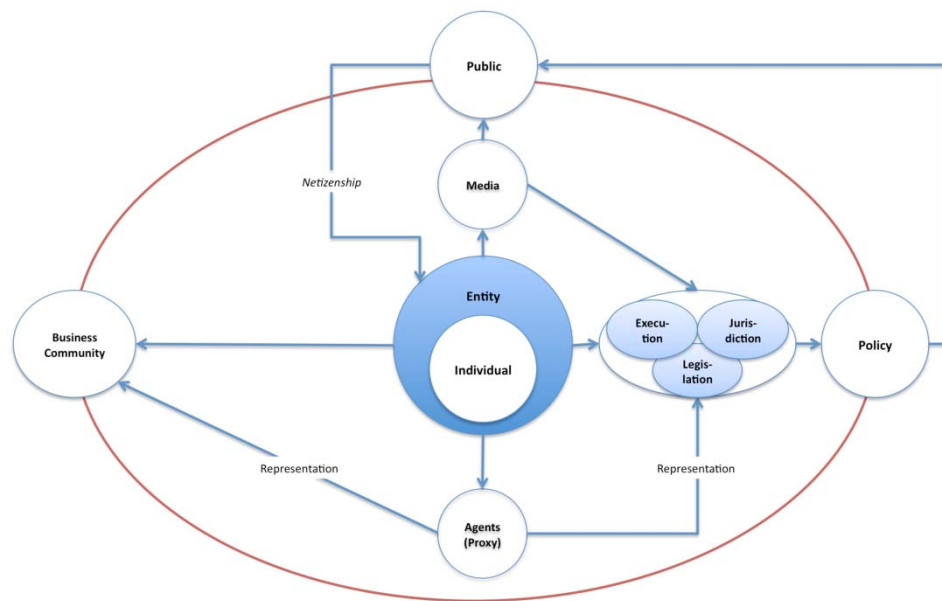 Public
Netizenship
Media
Entity
Individual
Business
Community
Execu-
tion
Juris-
diction
Legis-
lation
Policy
Representation
Representation
Agents
(Proxy)